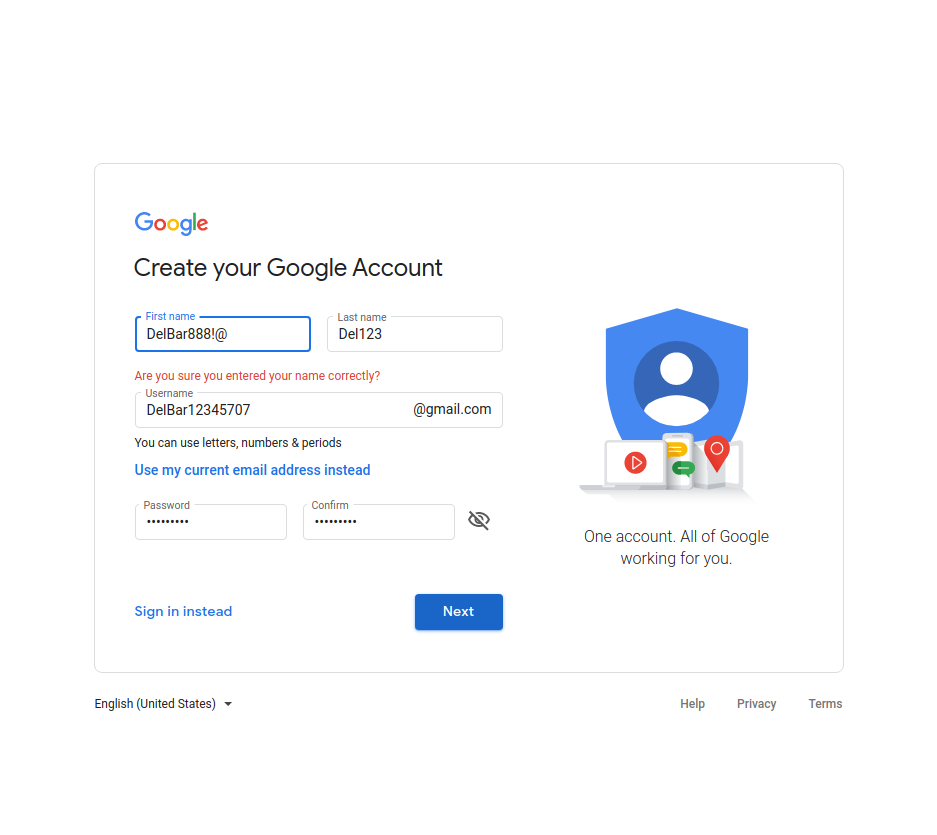 Google
Create your Google Account
First name
DelBar888!@
Last name
Del123
Are you sure you entered your name correctly?
Username
DelBar12345707
@gmail.com
You can use letters, numbers & periods
Use my current email address instead
Password
•••••••••
Confirm
•••••••••
Sign in instead
Next
One account. All of Google
working for you.
English (United States)
Help
Privacy
Terms